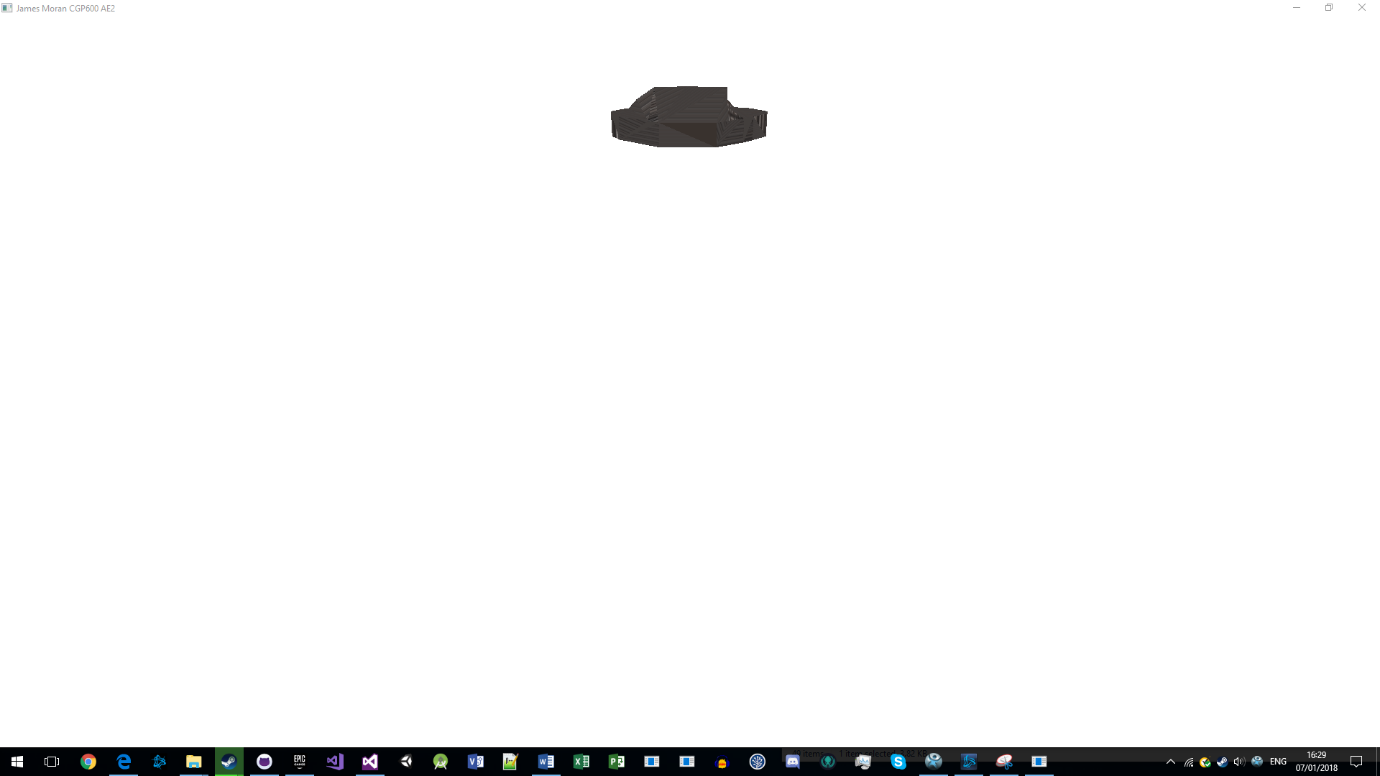 James Moran CGP600 AE2
EPIC
ENG
16:29
07/01/2018